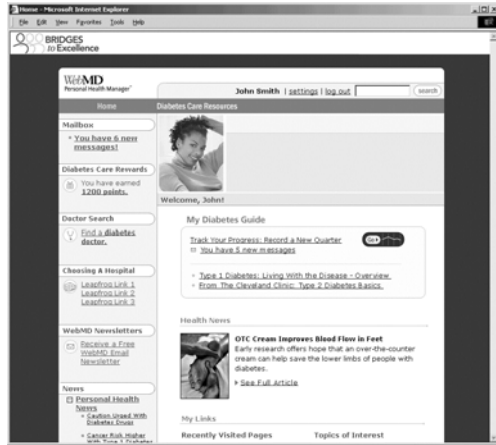 Home - Microsoft Internet Explorer
File Edit View Favorites Tools Help
BRIDGES
to Excellence
WebMD
Personal Health Manager
John Smith | settings | log out
search
Home
Diabetes Care Resources
Mailbox
You have 6 new
messages!
Diabetes Care Rewards
You have earned
1200 points.
Doctor Search
Find a diabetes
doctor.
Choosing A Hospital
Leapfrog Link 1
Leapfrog Link 2
Leapfrog Link 3
WebMD Newsletters
Receive a Free
WebMD Email
Newsletter
News
Personal Health
News
Caution Urged With
Diabetes Drugs
Cancer Risk Higher
With Type 1 Diabetes
Welcome, John!
My Diabetes Guide
Track Your Progress: Record a New Quarter
Go
You have 5 new messages
Type 1 Diabetes: Living With the Disease - Overview
From The Cleveland Clinic: Type 2 Diabetes Basics
Health News
OTC Cream Improves Blood Flow in Feet
Early research offers hope that an over-the-counter
cream can help save the lower limbs of people with
diabetes.
See Full Article
My Links
Recently Visited Pages
Topics of Interest